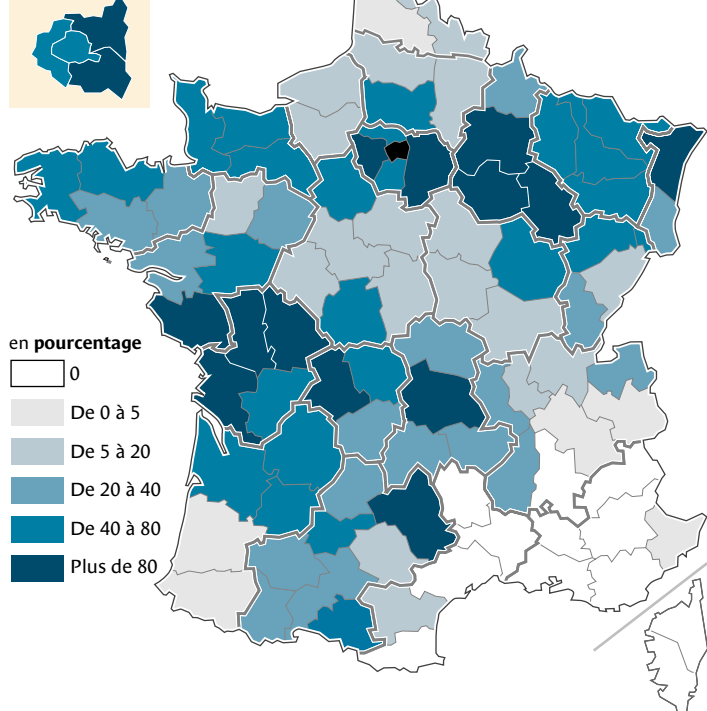 en pourcentage
0
De 0 à 5
De 5 à 20
De 20 à 40
De 40 à 80
Plus de 80